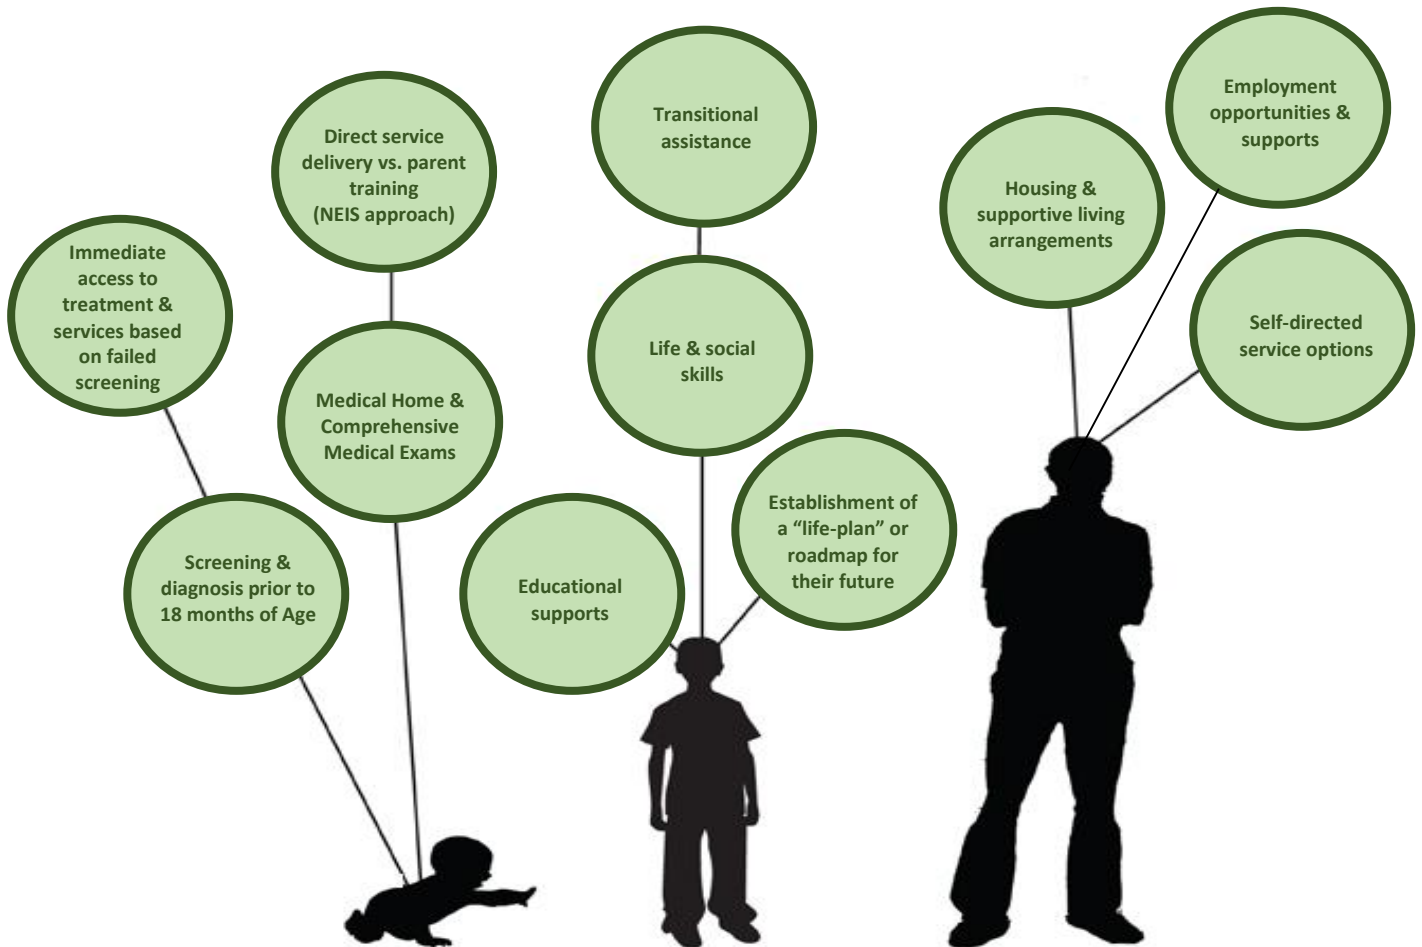 Immediate
access to
treatment &
services based
on failed
screening
Screening &
diagnosis prior to
18 months of Age
Direct service
delivery vs. parent
training
(NEIS approach)
Medical Home &
Comprehensive
Medical Exams
Transitional
assistance
Life & social
skills
Educational
supports
Establishment of
a “life-plan” or
roadmap for
their future
Housing &
supportive living
arrangements
Employment
opportunities &
supports
Self-directed
service options